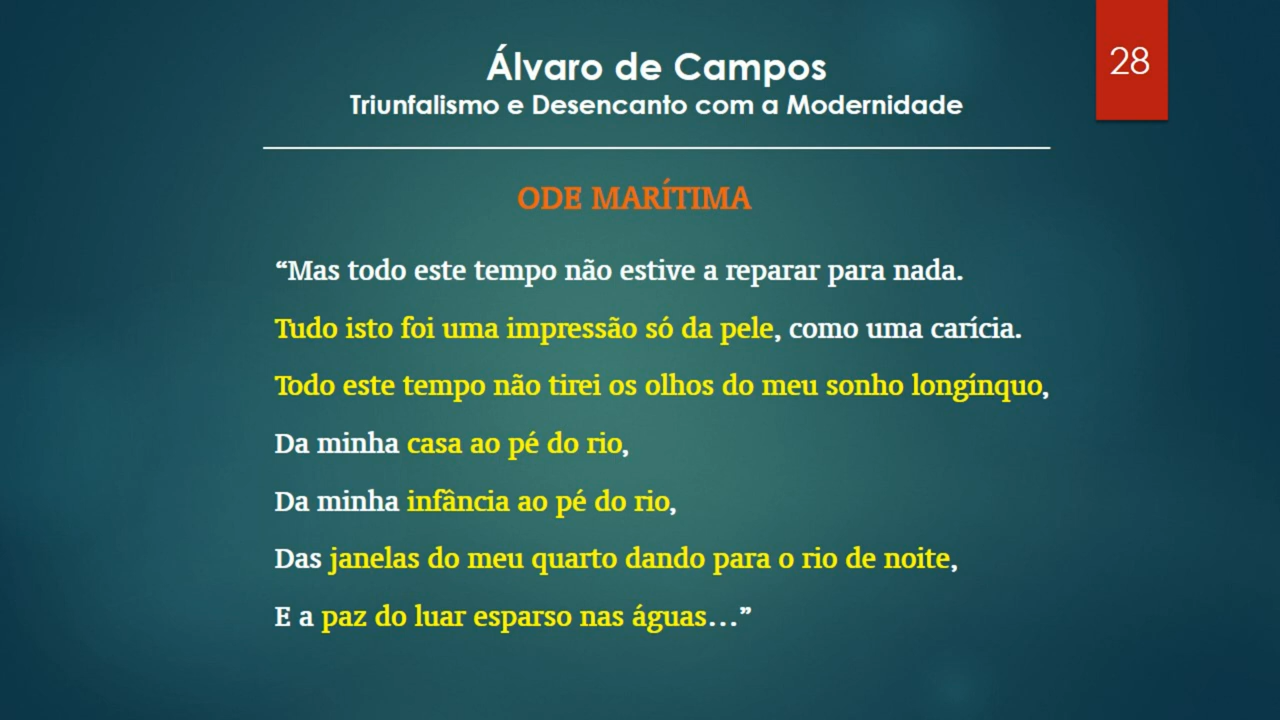 Álvaro de Campos
Triunfalismo e Desencanto com a Modernidade
28
ODE MARÍTIMA
“Mas todo este tempo não estive a reparar para nada.
Tudo isto foi uma impressão só da pele, como uma carícia.
Todo este tempo não tirei os olhos do meu sonho longínquo,
Da minha casa ao pé do rio,
Da minha infância ao pé do rio,
Das janelas do meu quarto dando para o rio de noite,
E a paz do luar esparso nas águas…”